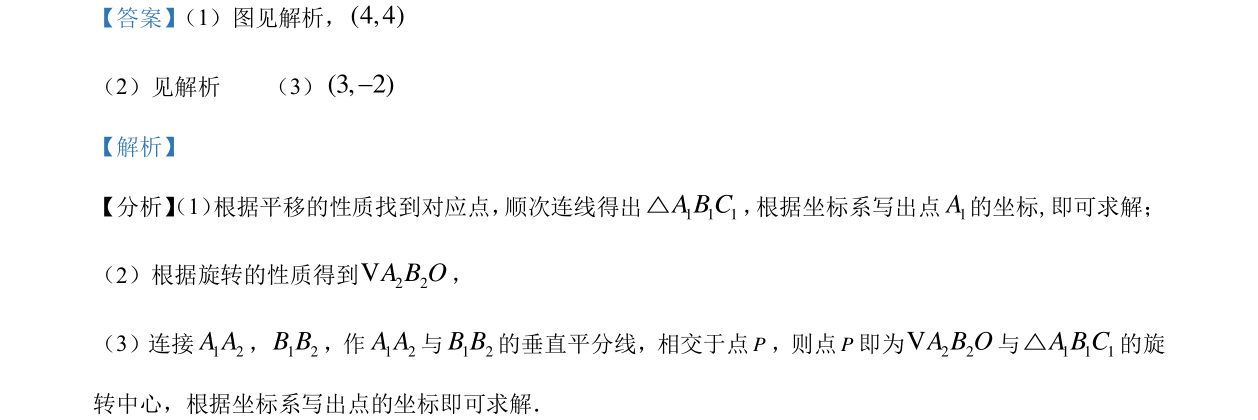 【答案】（1）图见解析，(4,4)
（2）见解析 （3）(3,−2)
【解析】
【分析】（1）根据平移的性质找到对应点，顺次连线得出△A₁B₁C₁，根据坐标系写出点A₁的坐标,即可求解；
（2）根据旋转的性质得到VA₂B₂O，
（3）连接A₁A₂，B₁B₂，作A₁A₂与B₁B₂的垂直平分线，相交于点P，则点P即为VA₂B₂O与△A₁B₁C₁的旋
转中心，根据坐标系写出点的坐标即可求解．